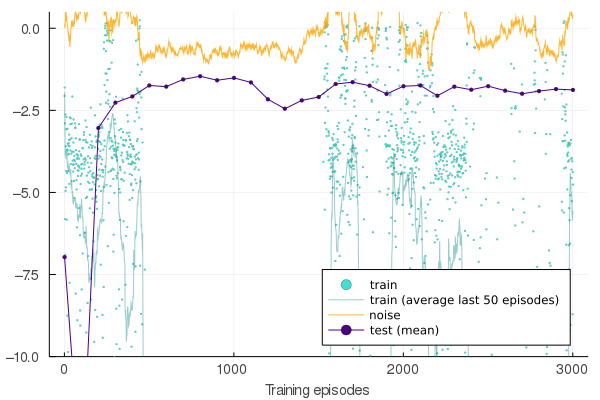 0.0
−2.5
−5.0
−7.5
−10.0
train
train (average last 50 episodes)
noise
test (mean)
0
1000
2000
3000
Training episodes